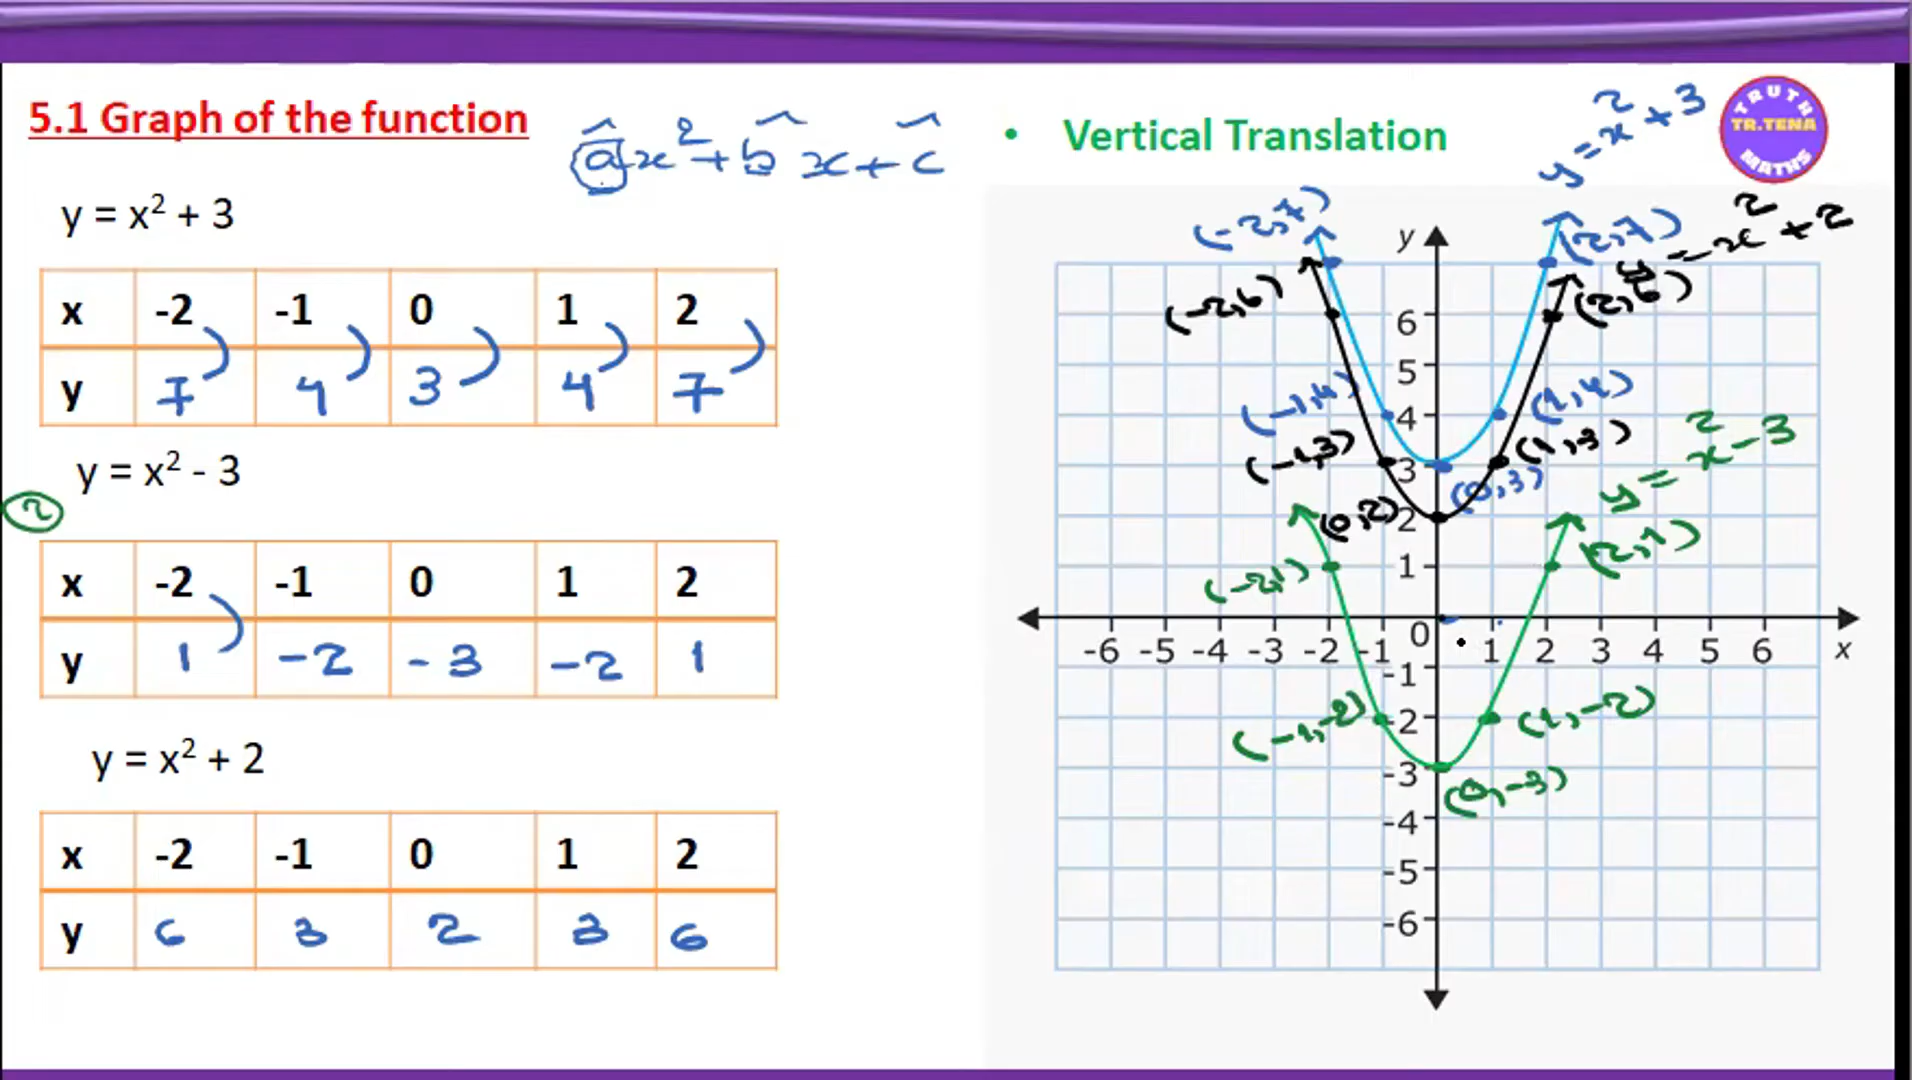 5.1 Graph of the function
ax² + bx + c
y = x² + 3
x -2 -1 0 1 2
y 7 4 3 4 7
y = x² - 3
2
x -2 -1 0 1 2
y 1 -2 -3 -2 1
y = x² + 2
x -2 -1 0 1 2
y 6 3 2 3 6
• Vertical Translation
y = x² + 3
TRUTH
TR.TENA
MATHS
y = x² + 2
(-2,7) y (2,7)
(-2,6) (2,6)
6
5
(-1,4) 4 (1,4)
(-1,3) 3 (1,3)
(0,3)
y = x² - 3
(0,2) 2
(-2,1) 1 (2,1)
-6 -5 -4 -3 -2 -1 0 1 2 3 4 5 6 x
-1
(-1,-2) -2 (1,-2)
-3 (0,-3)
-4
-5
-6